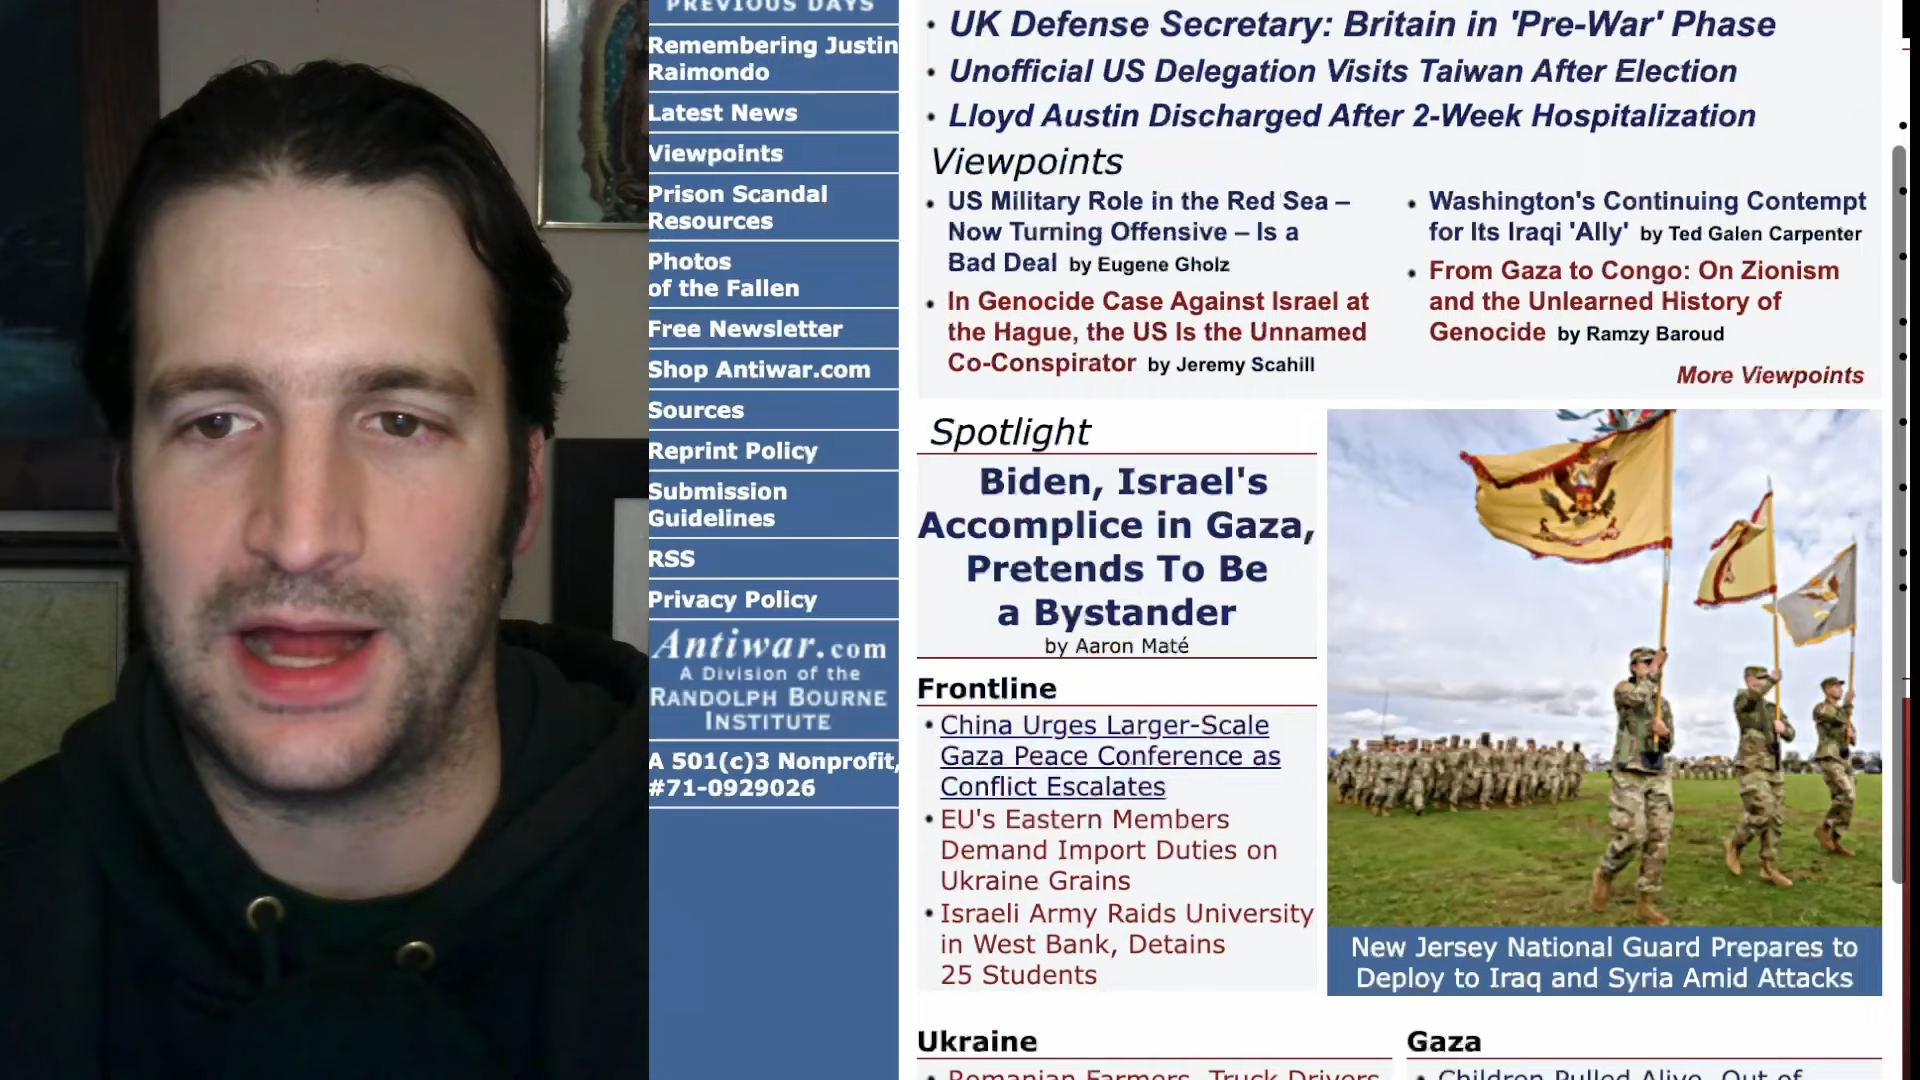 PREVIOUS DAYS
Remembering Justin
Raimondo
Latest News
Viewpoints
Prison Scandal
Resources
Photos
of the Fallen
Free Newsletter
Shop Antiwar.com
Sources
Reprint Policy
Submission
Guidelines
RSS
Privacy Policy
Antiwar.com
A Division of the
RANDOLPH BOURNE
INSTITUTE
A 501(c)3 Nonprofit,
#71-0929026
• UK Defense Secretary: Britain in 'Pre-War' Phase
• Unofficial US Delegation Visits Taiwan After Election
• Lloyd Austin Discharged After 2-Week Hospitalization
Viewpoints
• US Military Role in the Red Sea –
Now Turning Offensive – Is a
Bad Deal by Eugene Gholz
• In Genocide Case Against Israel at
the Hague, the US Is the Unnamed
Co-Conspirator by Jeremy Scahill
• Washington's Continuing Contempt
for Its Iraqi 'Ally' by Ted Galen Carpenter
• From Gaza to Congo: On Zionism
and the Unlearned History of
Genocide by Ramzy Baroud
More Viewpoints
Spotlight
Biden, Israel's
Accomplice in Gaza,
Pretends To Be
a Bystander
by Aaron Maté
Frontline
• China Urges Larger-Scale
Gaza Peace Conference as
Conflict Escalates
• EU's Eastern Members
Demand Import Duties on
Ukraine Grains
• Israeli Army Raids University
in West Bank, Detains
25 Students
New Jersey National Guard Prepares to
Deploy to Iraq and Syria Amid Attacks
Ukraine
• Romanian Farmers, Truck Drivers
Gaza
• Children Pulled Alive, Out of